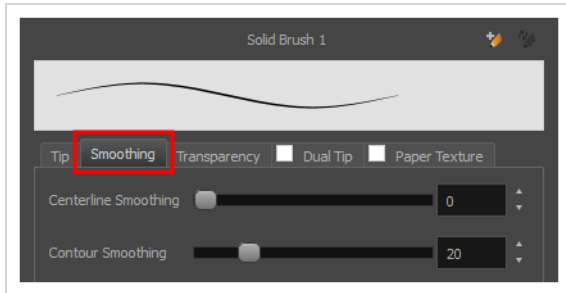 Solid Brush 1
Tip Smoothing Transparency Dual Tip Paper Texture
Centerline Smoothing 0
Contour Smoothing 20